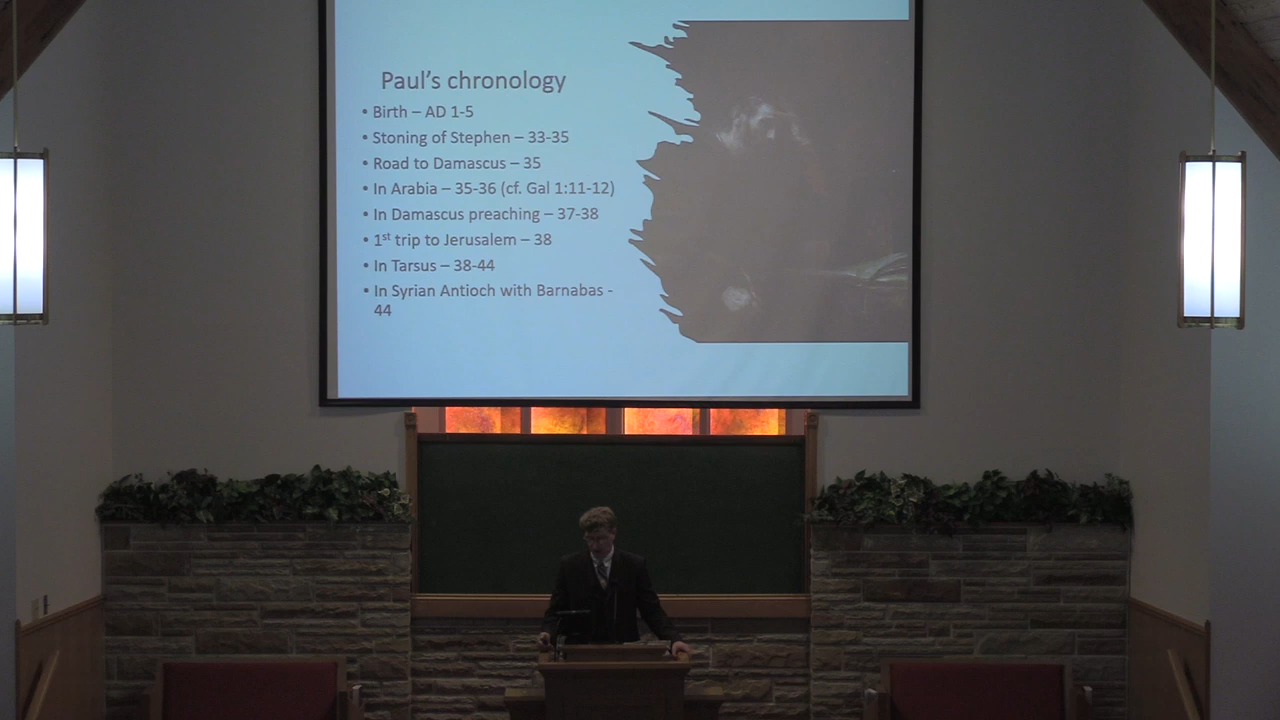 Paul’s chronology
• Birth – AD 1-5
• Stoning of Stephen – 33-35
• Road to Damascus – 35
• In Arabia – 35-36 (cf. Gal 1:11-12)
• In Damascus preaching – 37-38
• 1st trip to Jerusalem – 38
• In Tarsus – 38-44
• In Syrian Antioch with Barnabas -
44